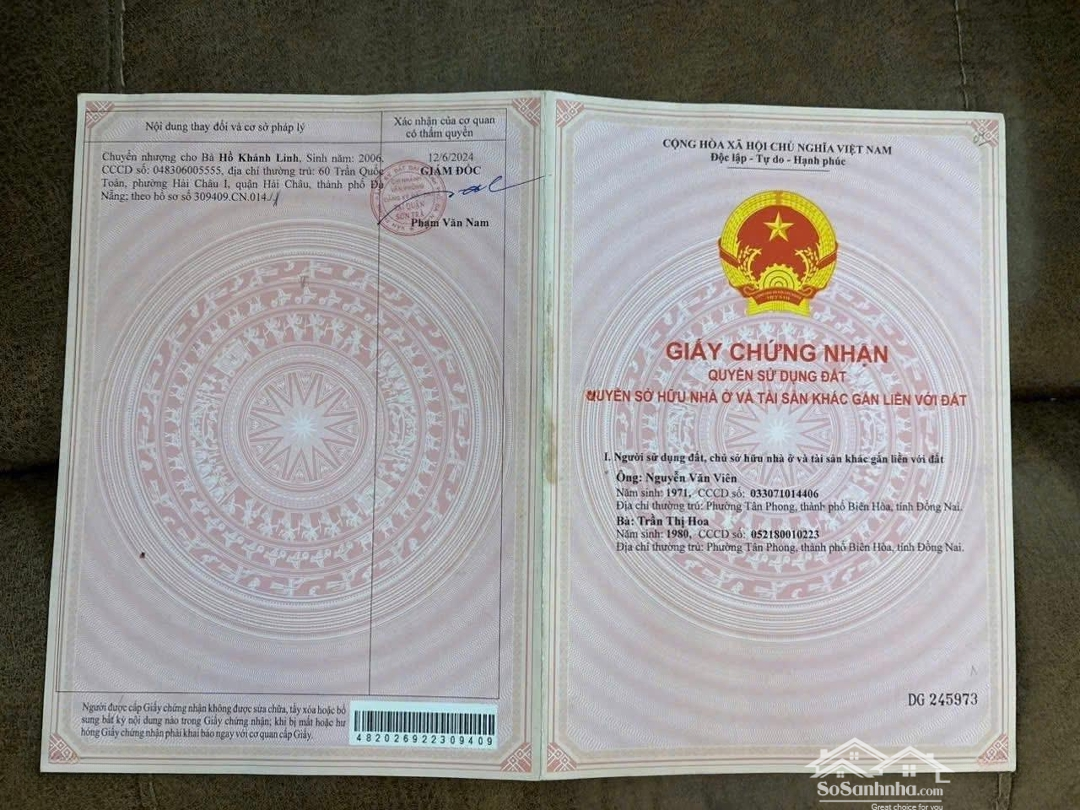 Nội dung thay đổi và cơ sở pháp lý
Xác nhận của cơ quan
có thẩm quyền
Chuyển nhượng cho Bà Hồ Khánh Linh, Sinh năm: 2006,
CCCD số: 048306005555, địa chỉ thường trú: 60 Trần Quốc
Toản, phường Hải Châu I, quận Hải Châu, thành phố Đà
Nẵng; theo hồ sơ số 309409.CN.014./.
12/6/2024
GIÁM ĐỐC
TẠI QUẬN
SƠN TRÀ
Phạm Văn Nam
Người được cấp Giấy chứng nhận không được sửa chữa, tẩy xóa hoặc bổ
sung bất kỳ nội dung nào trong Giấy chứng nhận; khi bị mất hoặc hư
hỏng Giấy chứng nhận phải khai báo ngay với cơ quan cấp Giấy.
482026922309409
CỘNG HÒA XÃ HỘI CHỦ NGHĨA VIỆT NAM
Độc lập - Tự do - Hạnh phúc
VIỆT NAM
GIẤY CHỨNG NHẬN
QUYỀN SỬ DỤNG ĐẤT
QUYỀN SỞ HỮU NHÀ Ở VÀ TÀI SẢN KHÁC GẮN LIỀN VỚI ĐẤT
I. Người sử dụng đất, chủ sở hữu nhà ở và tài sản khác gắn liền với đất
Ông: Nguyễn Văn Viên
Năm sinh: 1971, CCCD số: 033071014406
Địa chỉ thường trú: Phường Tân Phong, thành phố Biên Hòa, tỉnh Đồng Nai.
Bà: Trần Thị Hoa
Năm sinh: 1980, CCCD số: 052180010223
Địa chỉ thường trú: Phường Tân Phong, thành phố Biên Hòa, tỉnh Đồng Nai.
DG 245973
SoSanhnha.com
Great choice for you